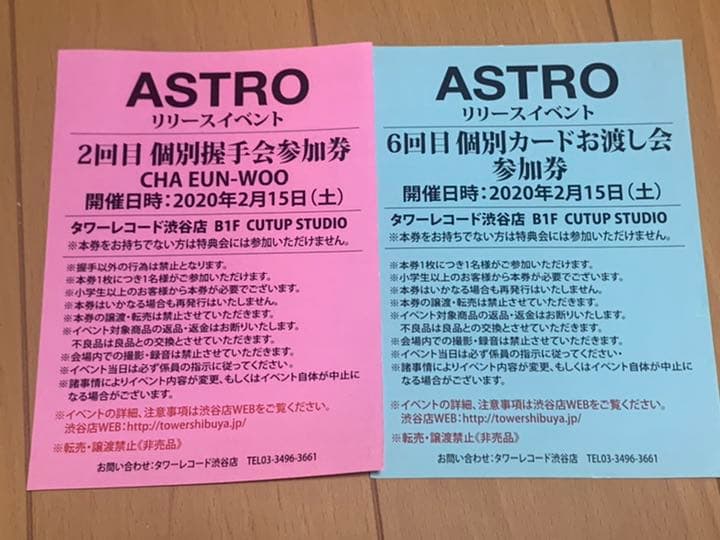 ASTRO
リリースイベント
2回目 個別握手会参加券
CHA EUN-WOO
開催日時：2020年2月15日（土）
タワーレコード渋谷店 B1F CUTUP STUDIO
※本券をお持ちでない方は特典会には参加いただけません。
※握手以外の行為は禁止となります。
※本券1枚につき1名様がご参加いただけます。
※小学生以上のお客様から本券が必要でございます。
※本券はいかなる場合も再発行はいたしません。
※本券の譲渡・転売は禁止させていただきます。
※イベント対象商品の返品・返金はお断りいたします。
不良品は良品との交換とさせていただきます。
※会場内での撮影・録音は禁止させていただきます。
※イベント当日は必ず係員の指示に従ってください。
※諸事情によりイベント内容が変更、もしくはイベント自体が中止に
なる場合がございます。
※イベントの詳細、注意事項は渋谷店WEBをご覧ください。
渋谷店WEB：http://towershibuya.jp/
※転売・譲渡禁止《非売品》
お問い合わせ：タワーレコード渋谷店 TEL03-3496-3661
ASTRO
リリースイベント
6回目 個別カードお渡し会
参加券
開催日時：2020年2月15日（土）
タワーレコード渋谷店 B1F CUTUP STUDIO
※本券をお持ちでない方は特典会には参加いただけません。
※本券1枚につき1名様がご参加いただけます。
※小学生以上のお客様から本券が必要でございます。
※本券はいかなる場合も再発行はいたしません。
※本券の譲渡・転売は禁止させていただきます。
※イベント対象商品の返品・返金はお断りいたします。
不良品は良品との交換とさせていただきます。
※会場内での撮影・録音は禁止させていただきます。
※イベント当日は必ず係員の指示に従ってください・
※諸事情によりイベント内容が変更、もしくはイベント自体が中止に
なる場合がございます。
※イベントの詳細、注意事項は渋谷店WEBをご覧ください。
渋谷店WEB：http://towershibuya.jp/
※転売・譲渡禁止《非売品》
お問い合わせ：タワーレコード渋谷店 TEL03-3496-3661